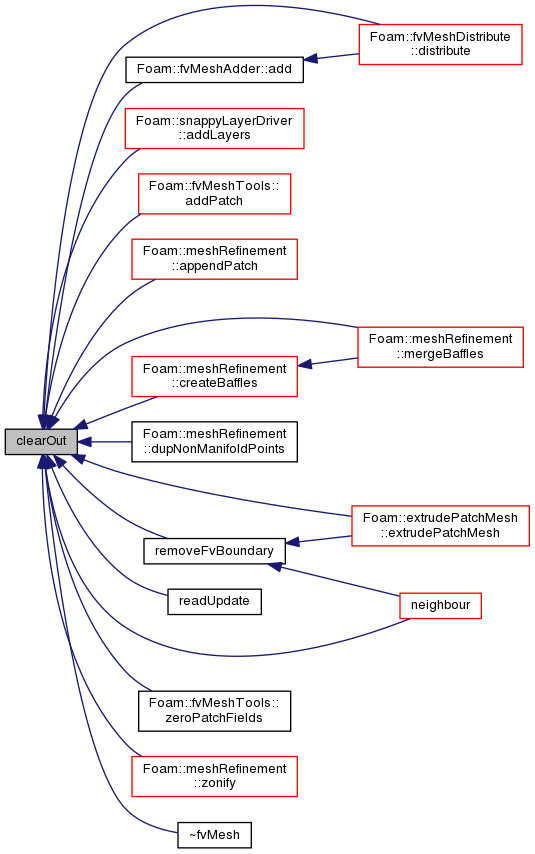 Foam::fvMeshDistribute
::distribute
Foam::fvMeshAdder::add
Foam::snappyLayerDriver
::addLayers
Foam::fvMeshTools::
addPatch
Foam::meshRefinement
::appendPatch
Foam::meshRefinement
::mergeBaffles
Foam::meshRefinement
::createBaffles
clearOut
Foam::meshRefinement
::dupNonManifoldPoints
Foam::extrudePatchMesh
::extrudePatchMesh
removeFvBoundary
readUpdate
neighbour
Foam::fvMeshTools::
zeroPatchFields
Foam::meshRefinement
::zonify
~fvMesh